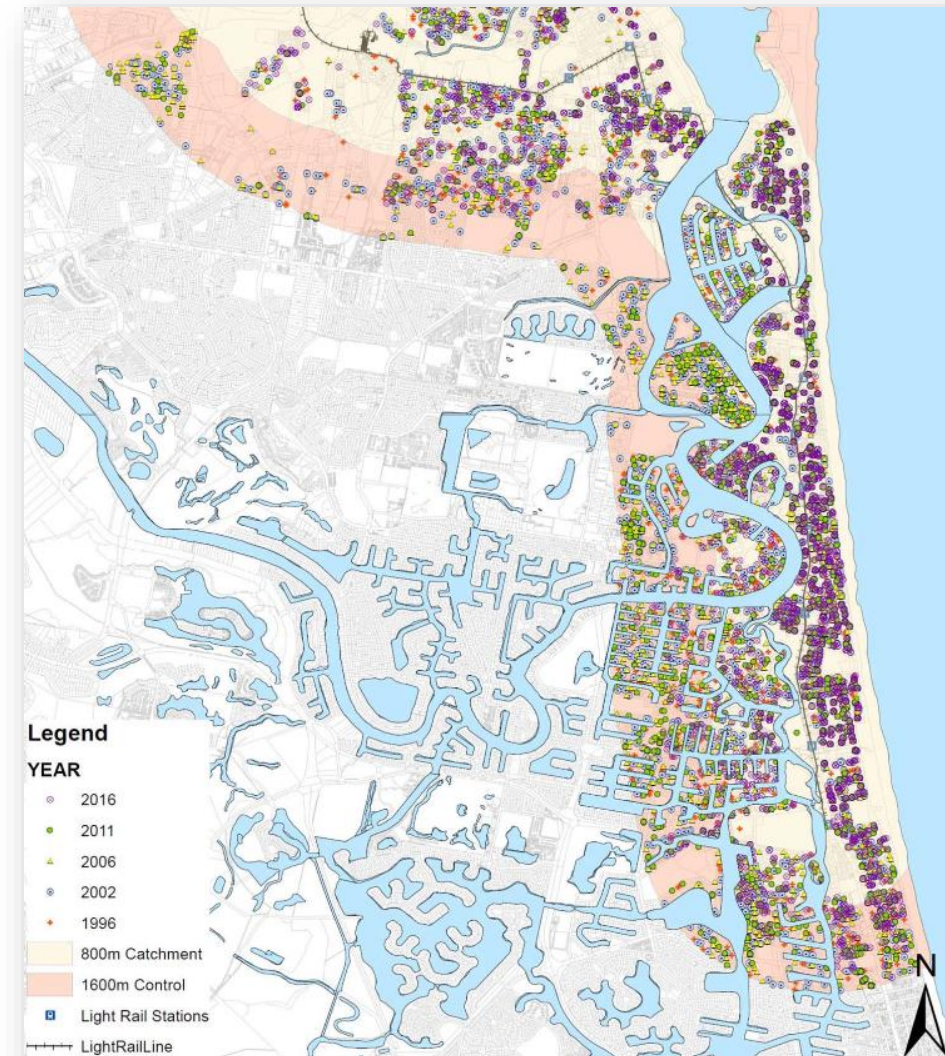 Legend
YEAR
2016
2011
2006
2002
1996
800m Catchment
1600m Control
Light Rail Stations
LightRailLine
N